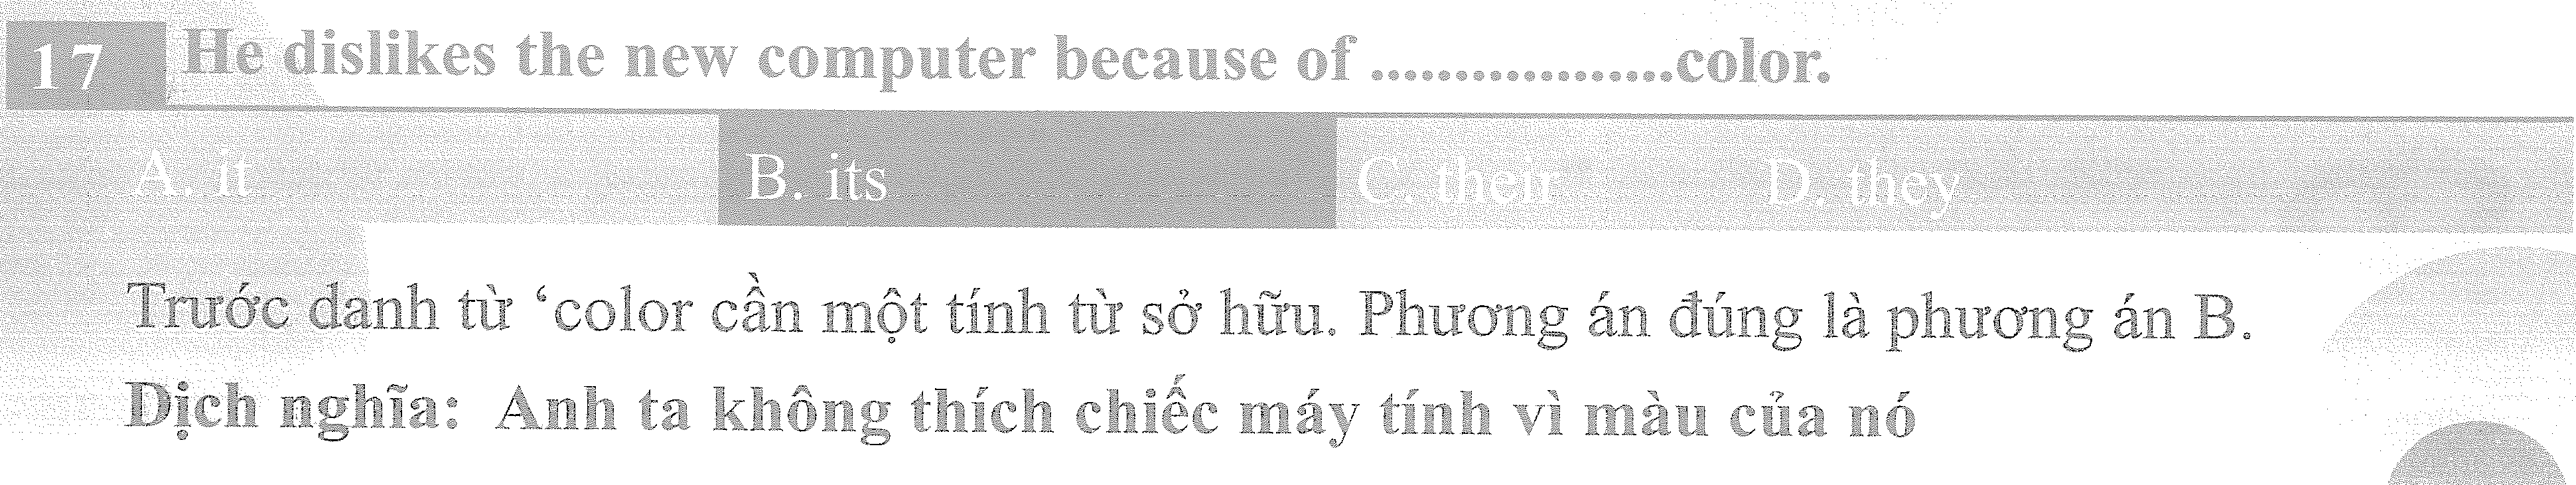 17 He dislikes the new computer because of ..................color.
A. it B. its C. their D. they
Trước danh từ ‘color cần một tính từ sở hữu. Phương án đúng là phương án B.
Dịch nghĩa: Anh ta không thích chiếc máy tính vì màu của nó